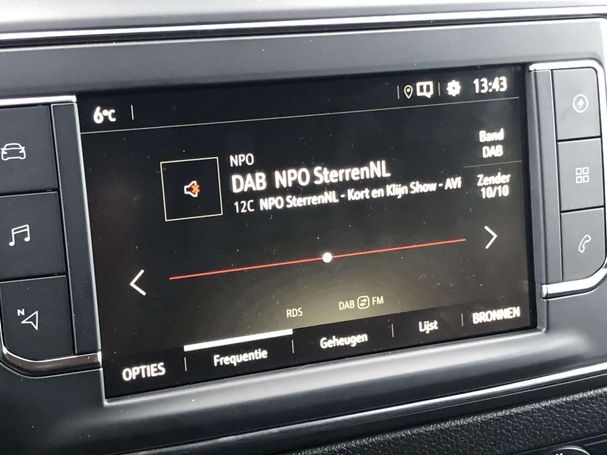 6°C
13:43
NPO
DAB NPO SterrenNL
12C NPO SterrenNL - Kort en Klijn Show - AVI
Band
DAB
Zender
10/10
RDS
DAB FM
OPTIES
Frequentie
Geheugen
Lijst
BRONNEN
N